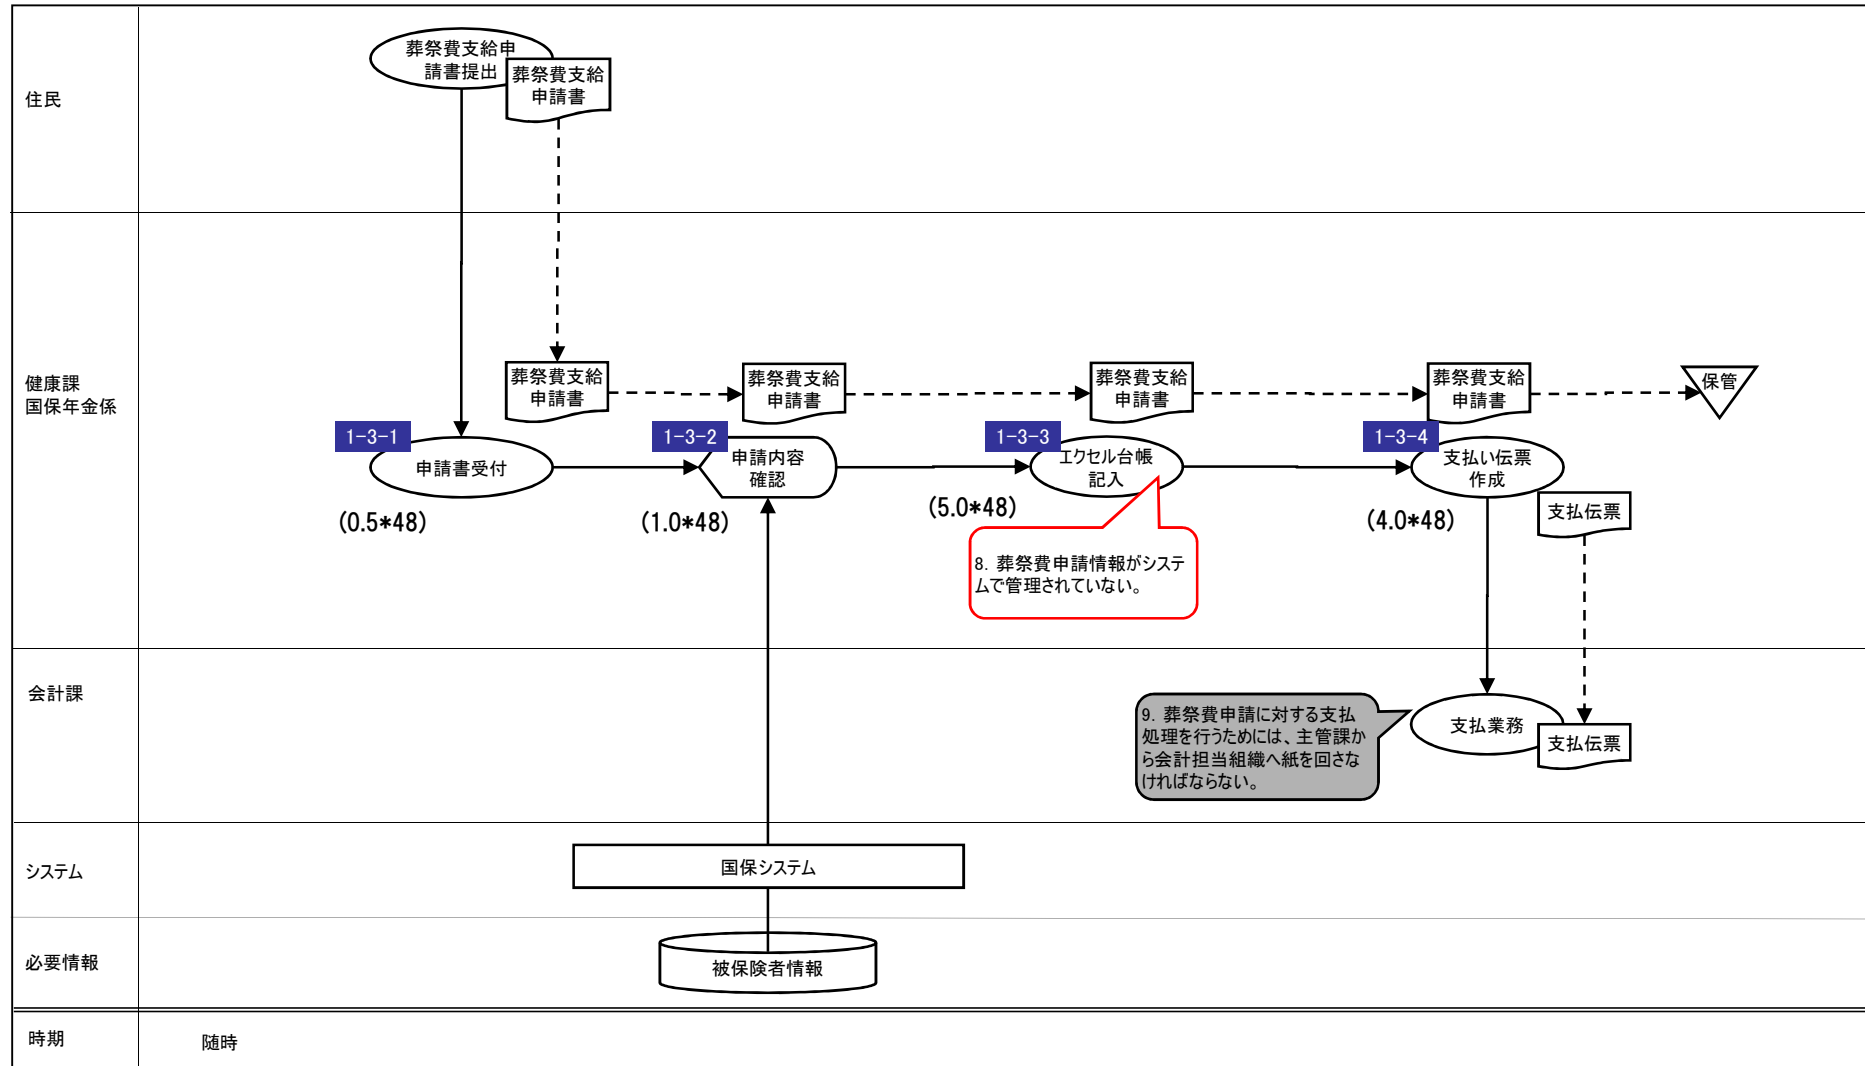 住民
葬祭費支給申
請書提出
葬祭費支給
申請書
健康課
国保年金係
葬祭費支給
申請書
葬祭費支給
申請書
葬祭費支給
申請書
葬祭費支給
申請書
保管
1-3-1
申請書受付
(0.5*48)
1-3-2
申請内容
確認
(1.0*48)
1-3-3
エクセル台帳
記入
(5.0*48)
1-3-4
支払い伝票
作成
(4.0*48)
支払伝票
8. 葬祭費申請情報がシステ
ムで管理されていない。
会計課
9. 葬祭費申請に対する支払
処理を行うためには、主管課か
ら会計担当組織へ紙を回さな
ければならない。
支払業務
支払伝票
システム
国保システム
必要情報
被保険者情報
時期
随時